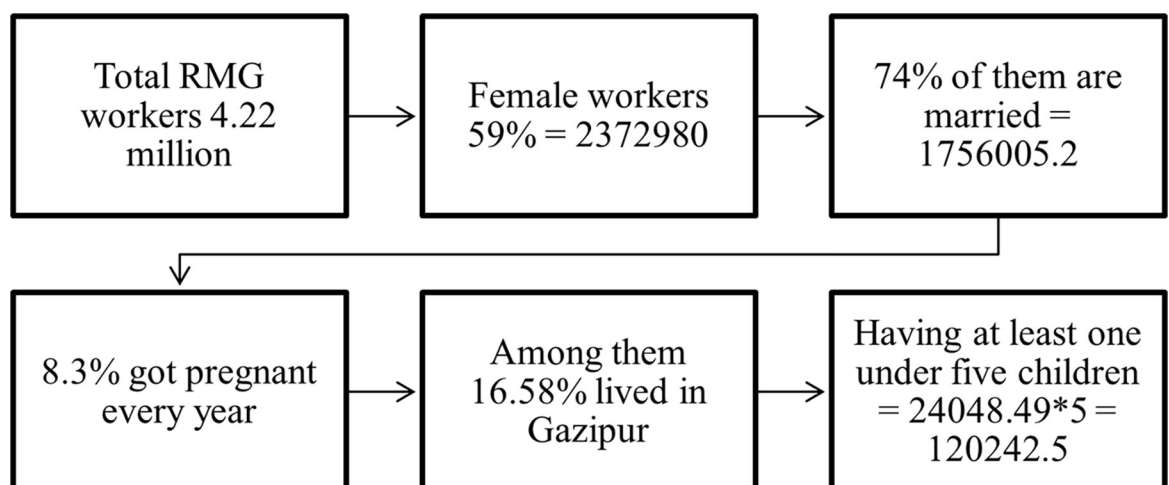 Total RMG
workers 4.22
million
Female workers
59% = 2372980
74% of them are
married =
1756005.2
8.3% got pregnant
every year
Among them
16.58% lived in
Gazipur
Having at least one
under five children
= 24048.49*5 =
120242.5